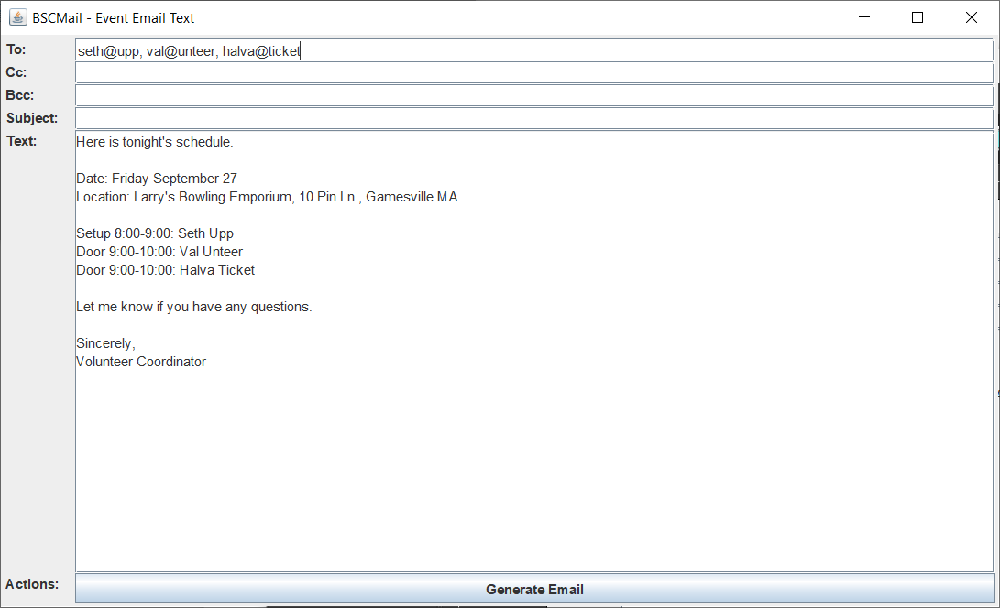 BSCMail - Event Email Text
To: seth@upp, val@unteer, halva@ticket
Cc:
Bcc:
Subject:
Text: Here is tonight's schedule.
Date: Friday September 27
Location: Larry's Bowling Emporium, 10 Pin Ln., Gamesville MA
Setup 8:00-9:00: Seth Upp
Door 9:00-10:00: Val Unteer
Door 9:00-10:00: Halva Ticket
Let me know if you have any questions.
Sincerely,
Volunteer Coordinator
Actions: Generate Email